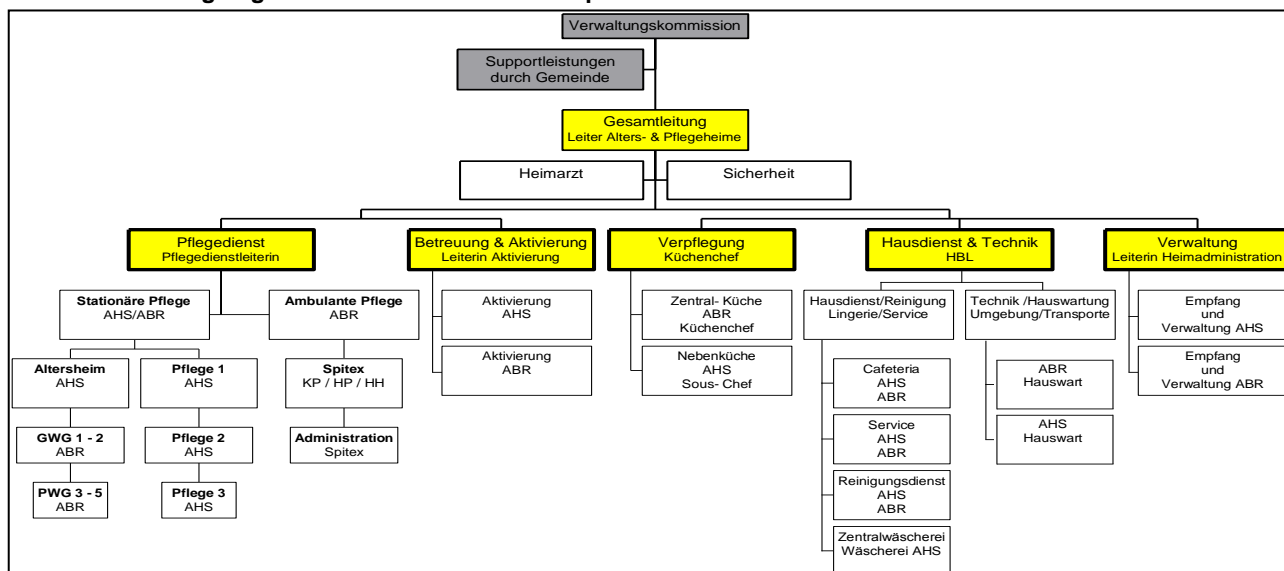 Verwaltungskommission
Supportleistungen
durch Gemeinde
Gesamtleitung
Leiter Alters- & Pflegeheime
Heimarzt
Sicherheit
Pflegedienst
Pflegedienstleiterin
Betreuung & Aktivierung
Leiterin Aktivierung
Verpflegung
Küchenchef
Hausdienst & Technik
HBL
Verwaltung
Leiterin Heimadministration
Stationäre Pflege
AHS/ABR
Ambulante Pflege
ABR
Altersheim
AHS
GWG 1 - 2
ABR
PWG 3 - 5
ABR
Pflege 1
AHS
Pflege 2
AHS
Pflege 3
AHS
Spitex
KP / HP / HH
Administration
Spitex
Aktivierung
AHS
Aktivierung
ABR
Zentral- Küche
ABR
Küchenchef
Nebenküche
AHS
Sous- Chef
Hausdienst/Reinigung
Lingerie/Service
Cafeteria
AHS
ABR
Service
AHS
ABR
Reinigungsdienst
AHS
ABR
Zentralwäscherei
Wäscherei AHS
Technik /Hauswartung
Umgebung/Transporte
ABR
Hauswart
AHS
Hauswart
Empfang
und
Verwaltung AHS
Empfang
und
Verwaltung ABR